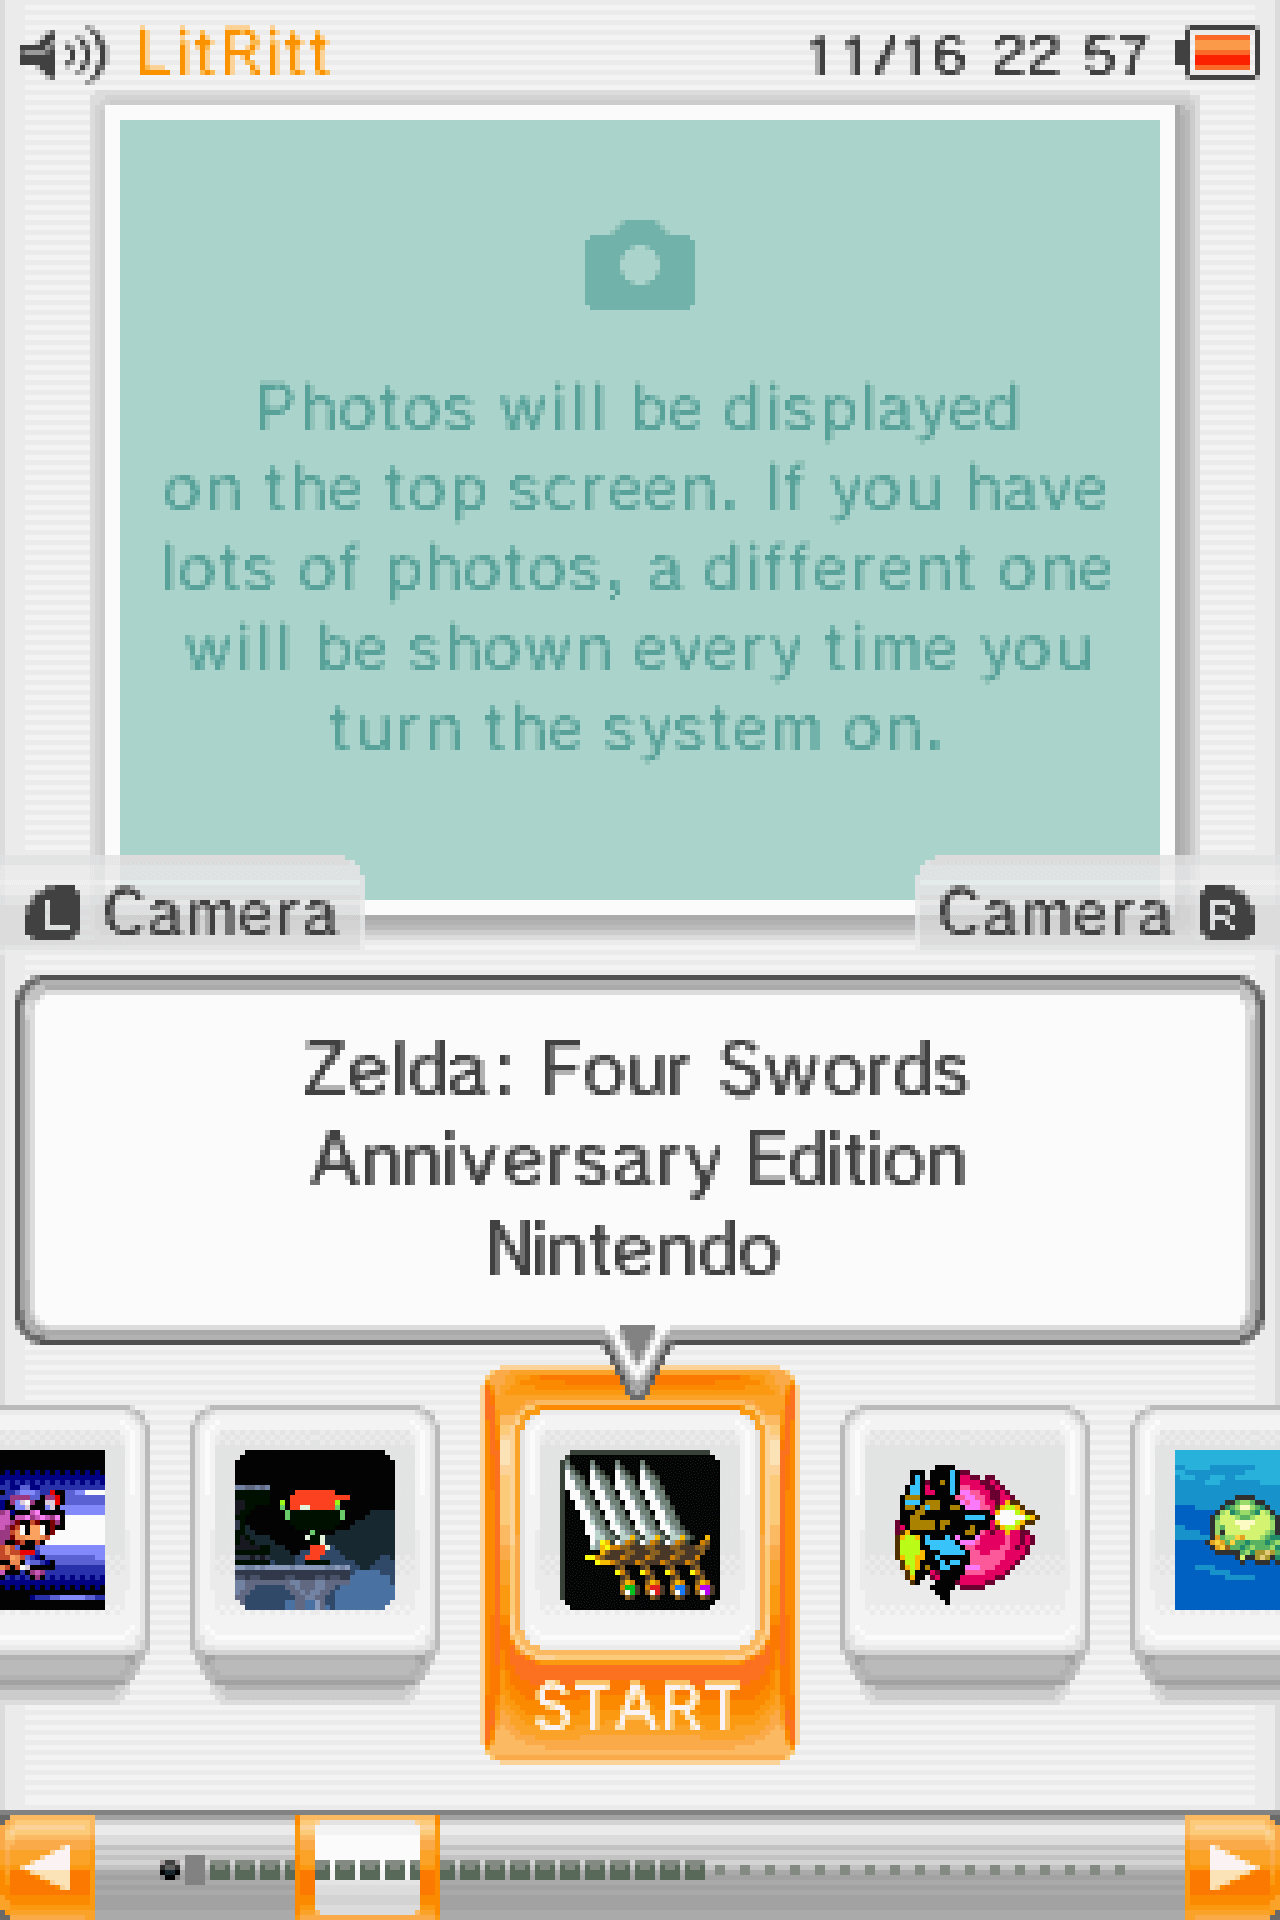 LitRitt
11/16 22 57
Photos will be displayed
on the top screen. If you have
lots of photos, a different one
will be shown every time you
turn the system on.
L Camera
Camera R
Zelda: Four Swords
Anniversary Edition
Nintendo
START